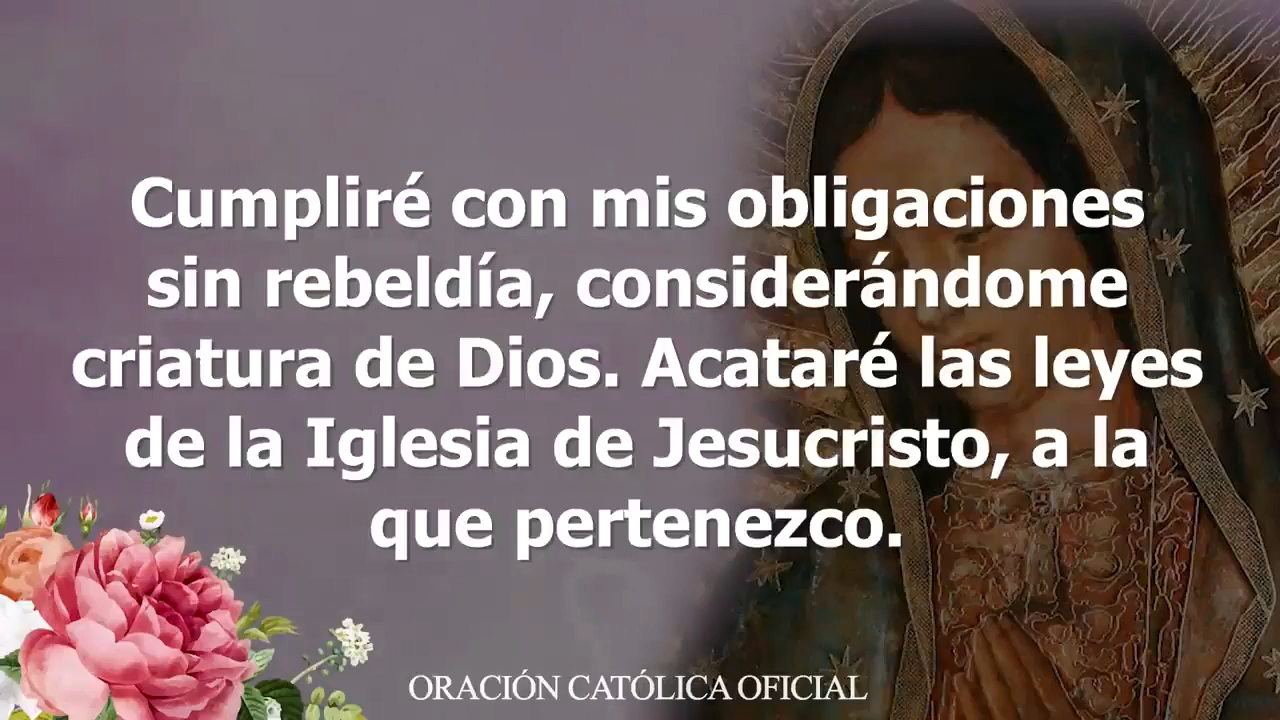 Cumpliré con mis obligaciones
sin rebeldía, considerándome
criatura de Dios. Acataré las leyes
de la Iglesia de Jesucristo, a la
que pertenezco.
ORACIÓN CATÓLICA OFICIAL